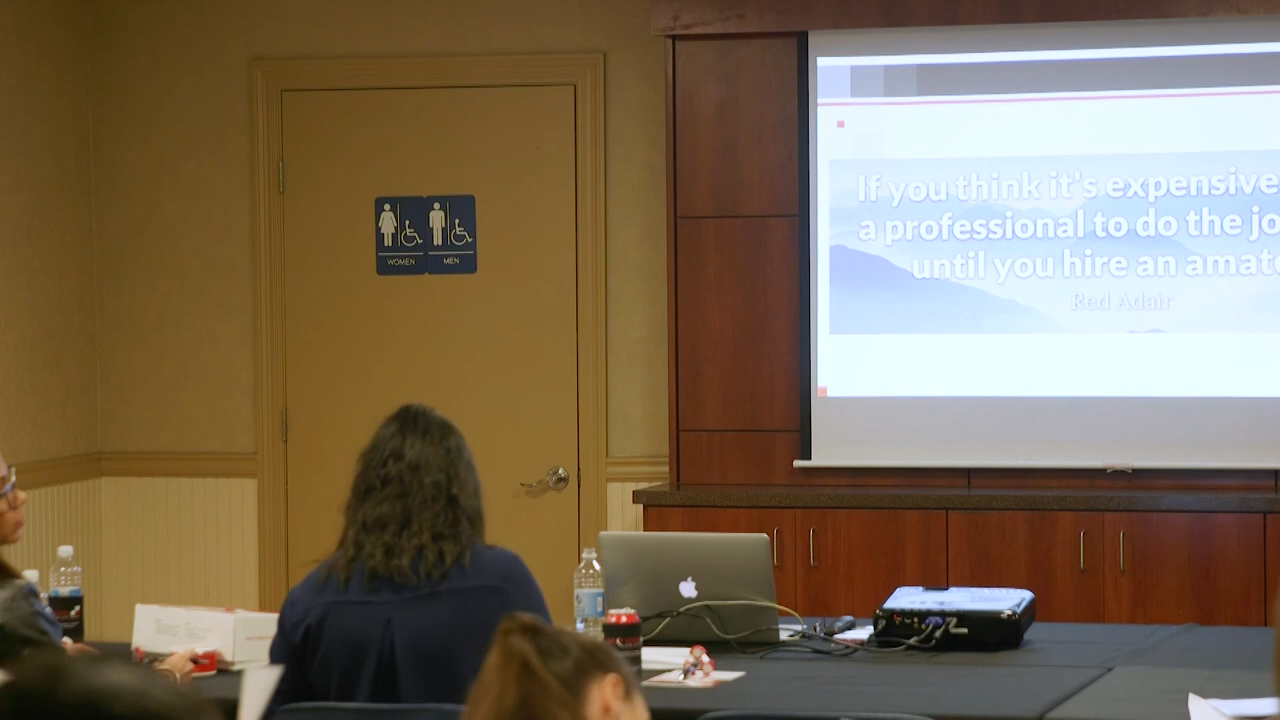 WOMEN
MEN
If you think it's expensive
a professional to do the jo
until you hire an amate
Red Adair